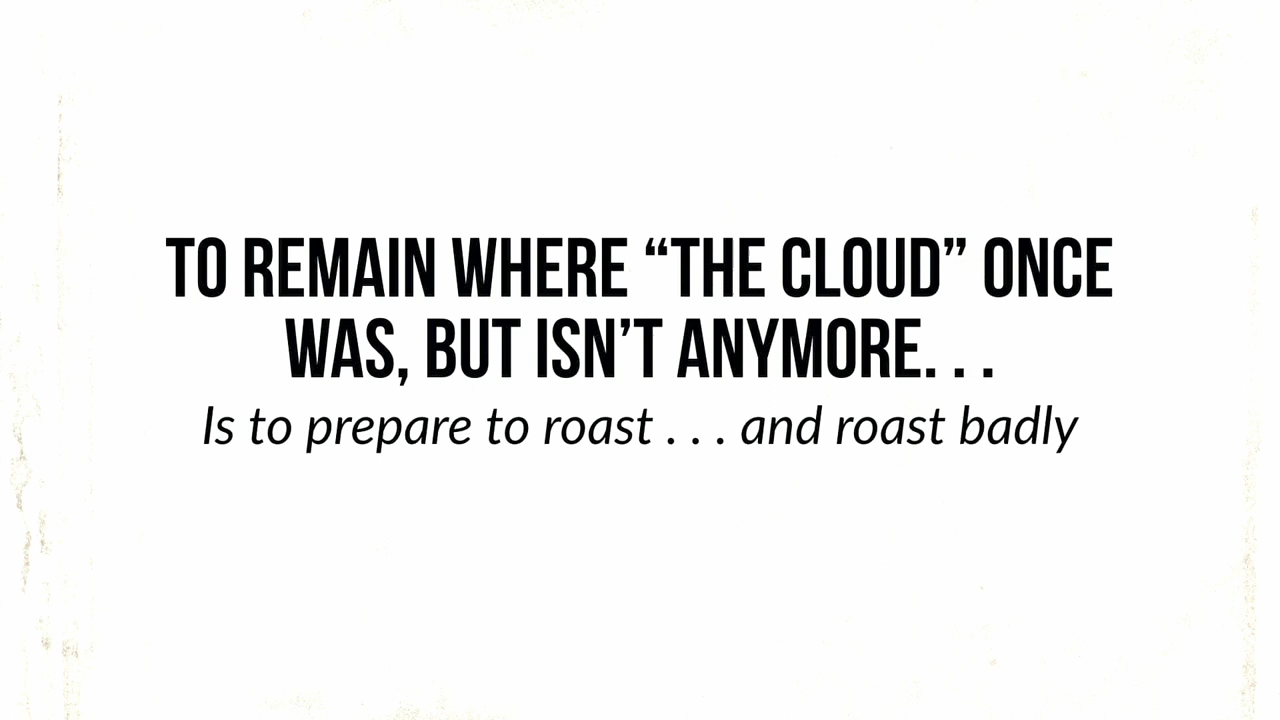 TO REMAIN WHERE “THE CLOUD” ONCE
WAS, BUT ISN’T ANYMORE. . .
Is to prepare to roast . . . and roast badly